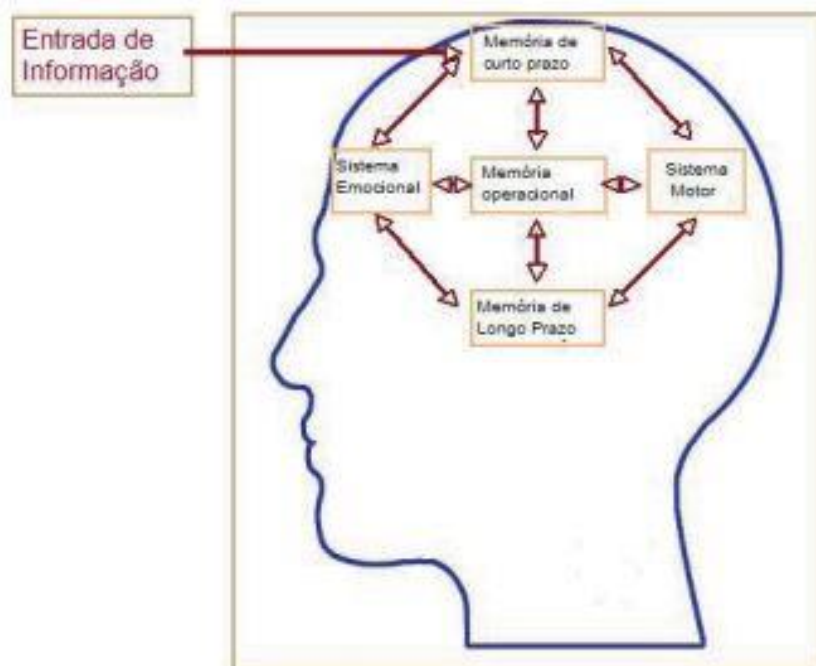 Entrada de
Informação
Memória de
curto prazo
Sistema
Emocional
Memória
operacional
Sistema
Motor
Memória de
Longo Prazo